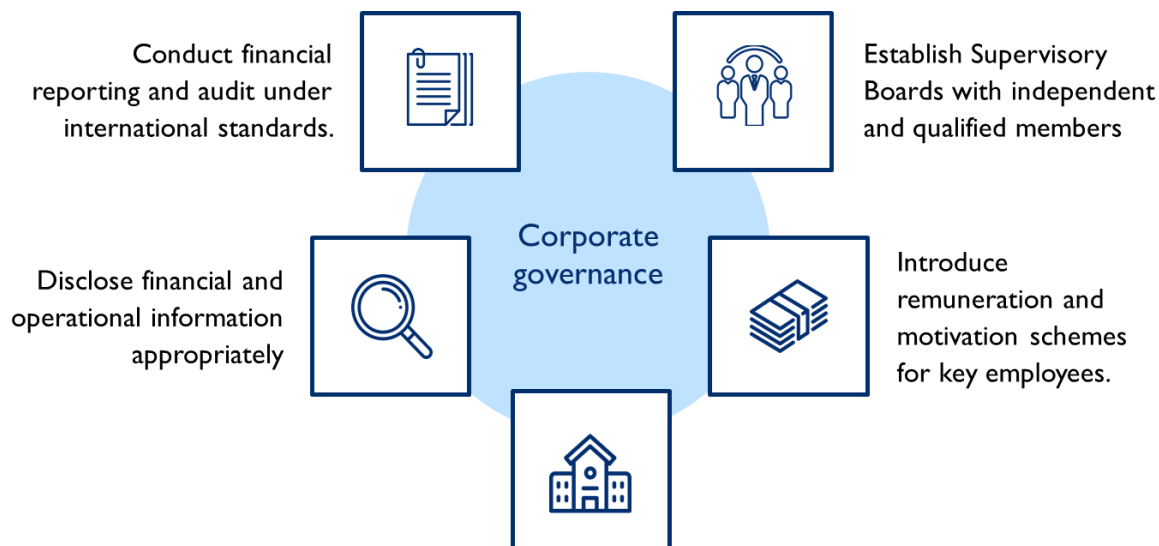 Conduct financial
reporting and audit under
international standards.
Establish Supervisory
Boards with independent
and qualified members
Corporate
governance
Disclose financial and
operational information
appropriately
Introduce
remuneration and
motivation schemes
for key employees.